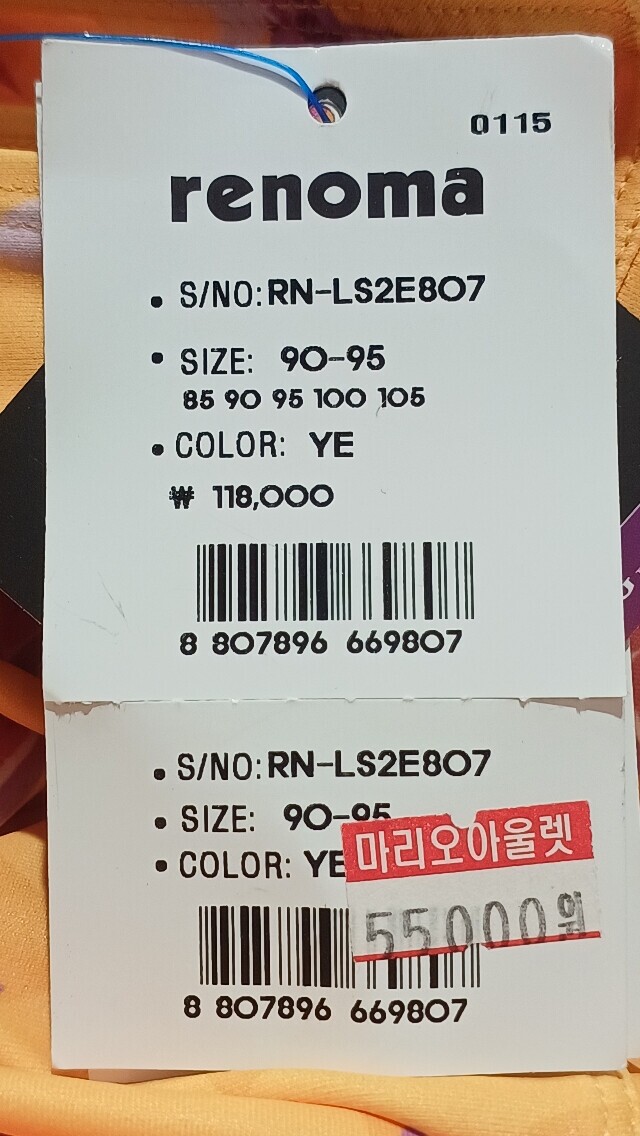 0115
renoma
• S/NO: RN-LS2E807
• SIZE: 90-95
85 90 95 100 105
• COLOR: YE
₩ 118,000
8 807896 669807
• S/NO: RN-LS2E807
• SIZE: 90-95
• COLOR: YE
마리오아울렛
55000원
8 807896 669807